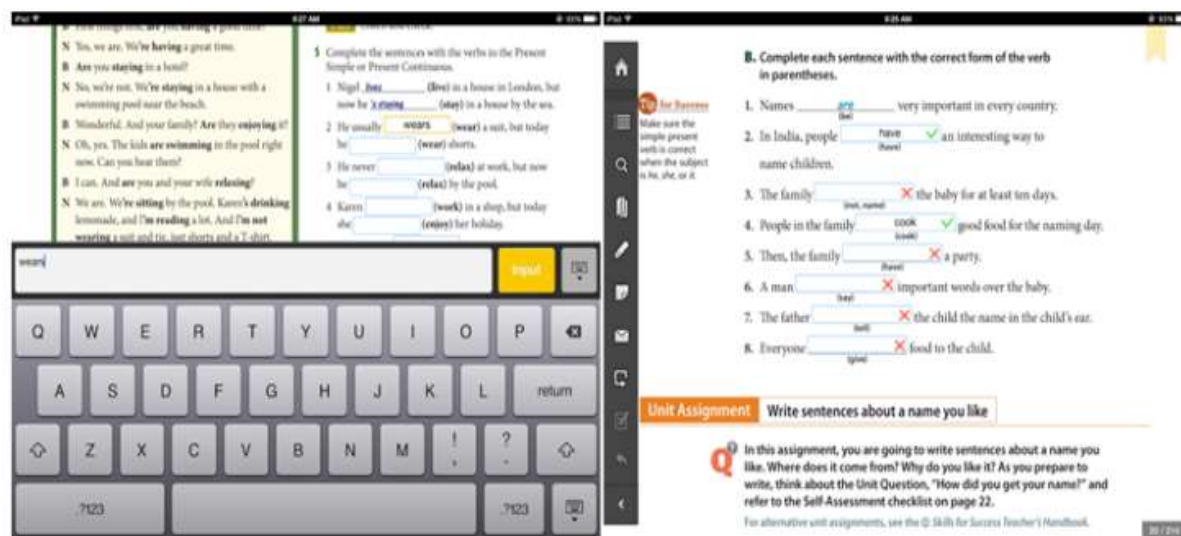 iPad
8:27 AM
93%
N Yes, we are. We're having a great time.
B Are you staying in a hotel?
N No, we're not. We're staying in a house with a
swimming pool near the beach.
B Wonderful. And your family? Are they enjoying it?
N Oh, yes. The kids are swimming in the pool right
now. Can you hear them?
B I can. And are you and your wife relaxing?
N We are. We're sitting by the pool. Karen's drinking
lemonade, and I'm reading a lot. And I'm not
wearing a suit and tie, just shorts and a T-shirt.
5 Complete the sentences with the verbs in the Present
Simple or Present Continuous.
1 Nigel lives (live) in a house in London, but
now he 's staying (stay) in a house by the sea.
2 He usually wears (wear) a suit, but today
he (wear) shorts.
3 He never (relax) at work, but now
he (relax) by the pool.
4 Karen (work) in a shop, but today
she (enjoy) her holiday.
wears
Input
Q W E R T Y U I O P
A S D F G H J K L return
Z X C V B N M ! , ? .
.?123 .?123
iPad
8:25 AM
93%
B. Complete each sentence with the correct form of the verb
in parentheses.
Tip for Success
Make sure the
simple present
verb is correct
when the subject
is he, she, or it.
1. Names are very important in every country.
(be)
2. In India, people have an interesting way to
(have)
name children.
3. The family the baby for at least ten days.
(not, name)
4. People in the family cook good food for the naming day.
(cook)
5. Then, the family a party.
(have)
6. A man important words over the baby.
(say)
7. The father the child the name in the child's ear.
(tell)
8. Everyone food to the child.
(give)
Unit Assignment Write sentences about a name you like
Q In this assignment, you are going to write sentences about a name you
like. Where does it come from? Why do you like it? As you prepare to
write, think about the Unit Question, "How did you get your name?" and
refer to the Self-Assessment checklist on page 22.
For alternative unit assignments, see the Q: Skills for Success Teacher's Handbook.